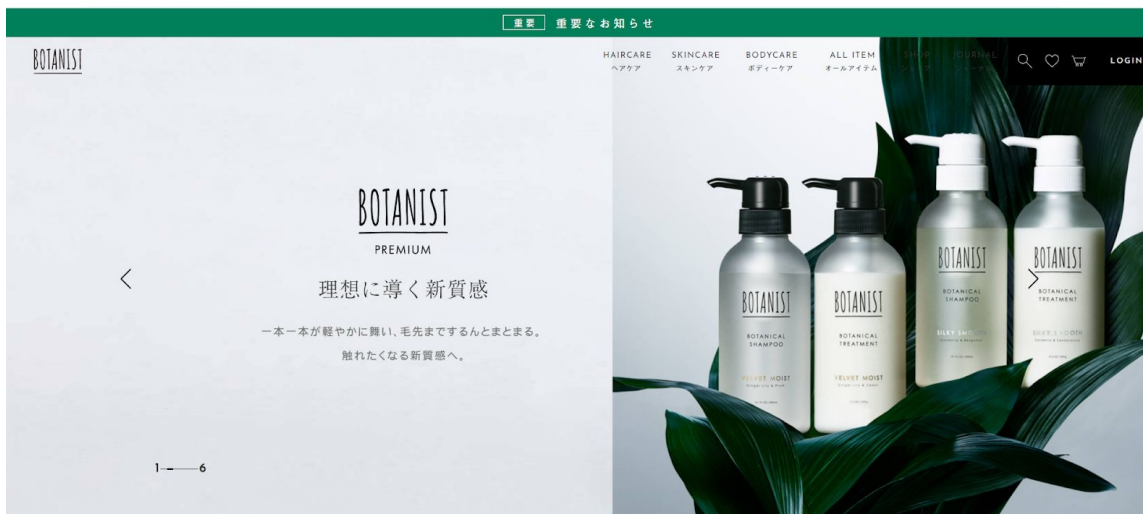 重要 重要なお知らせ
BOTANIST
HAIRCARE SKINCARE BODYCARE ALL ITEM SHOP JOURNAL
ヘアケア スキンケア ボディーケア オールアイテム
LOGIN
BOTANIST
PREMIUM
理想に導く新質感
一本一本が軽やかに舞い、毛先までするんとまとまる。
触れたくなる新質感へ。
1 6
BOTANIST
BOTANICAL
SHAMPOO
VELVET MOIST
BOTANIST
BOTANICAL
TREATMENT
VELVET MOIST
BOTANIST
BOTANICAL
SHAMPOO
SILKY SMOOTH
BOTANIST
BOTANICAL
TREATMENT